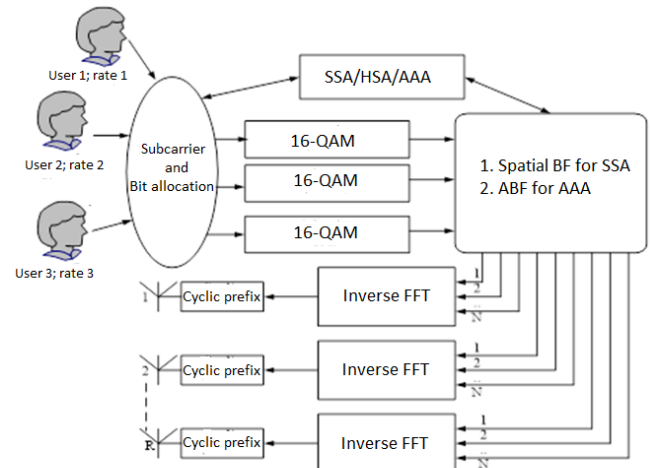 User 1; rate 1
SSA/HSA/AAA
User 2; rate 2
Subcarrier
and
Bit allocation
16-QAM
16-QAM
16-QAM
1. Spatial BF for SSA
2. ABF for AAA
User 3; rate 3
1
Cyclic prefix
Inverse FFT
1
2
N
2
Cyclic prefix
Inverse FFT
1
2
N
R
Cyclic prefix
Inverse FFT
1
2
N